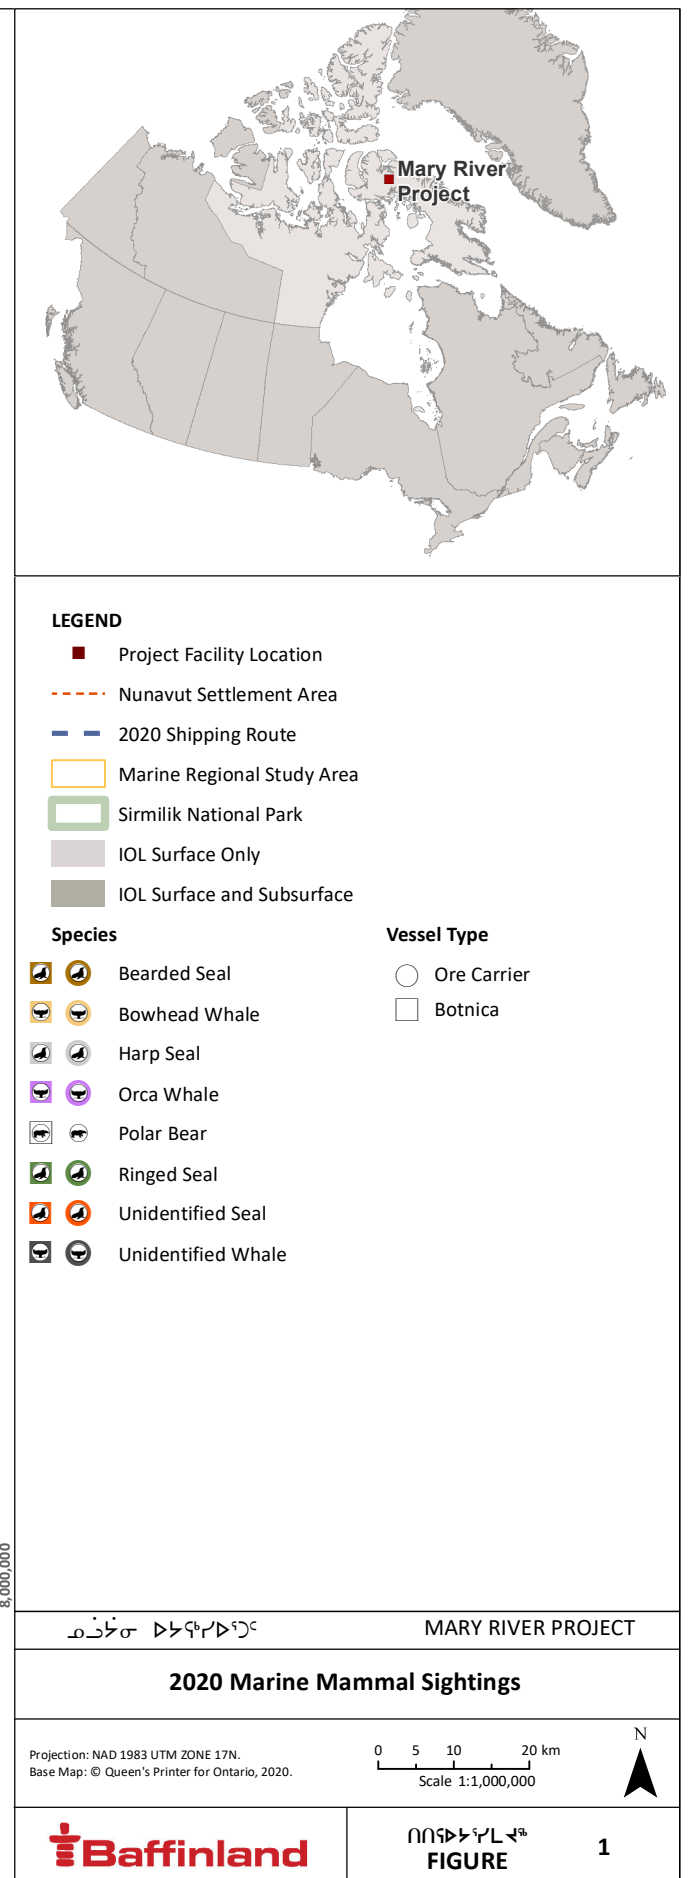 Mary River
Project
LEGEND
Project Facility Location
Nunavut Settlement Area
2020 Shipping Route
Marine Regional Study Area
Sirmilik National Park
IOL Surface Only
IOL Surface and Subsurface
Species
Vessel Type
Bearded Seal
Ore Carrier
Bowhead Whale
Botnica
Harp Seal
Orca Whale
Polar Bear
Ringed Seal
Unidentified Seal
Unidentified Whale
8,000,000
ᓄᓘᔭᓂ ᐅᔭᖅᓯᐅᕐᑐᑦ MARY RIVER PROJECT
2020 Marine Mammal Sightings
N
Projection: NAD 1983 UTM ZONE 17N.
Base Map: © Queen's Printer for Ontario, 2020.
0 5 10 20 km
Scale 1:1,000,000
Baffinland
FIGURE
1